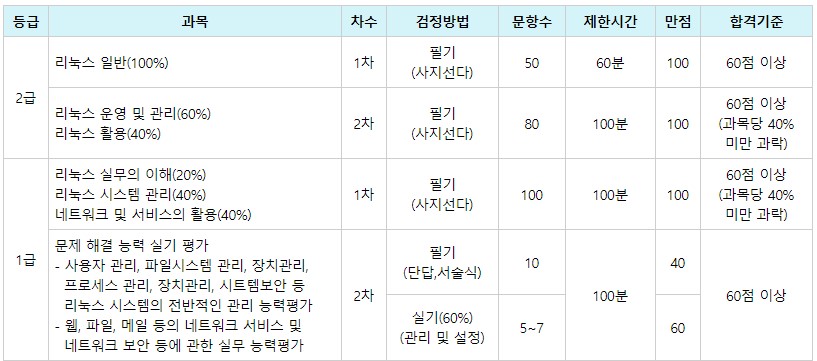 등급 과목 차수 검정방법 문항수 제한시간 만점 합격기준
2급
리눅스 일반(100%) 1차 필기 50 60분 100 60점 이상
(사지선다)
리눅스 운영 및 관리(60%)
리눅스 활용(40%)
2차
필기
(사지선다)
80
100분
100
60점 이상
(과목당 40%
미만 과락)
1급
리눅스 실무의 이해(20%)
리눅스 시스템 관리(40%)
네트워크 및 서비스의 활용(40%)
1차
필기
(사지선다)
100
100분
100
60점 이상
(과목당 40%
미만 과락)
문제 해결 능력 실기 평가
- 사용자 관리, 파일시스템 관리, 장치관리,
프로세스 관리, 장치관리, 시트템보안 등
리눅스 시스템의 전반적인 관리 능력평가
- 웹, 파일, 메일 등의 네트워크 서비스 및
네트워크 보안 등에 관한 실무 능력평가
2차
필기
(단답,서술식)
10
100분
40
60점 이상
실기(60%)
(관리 및 설정)
5~7
60